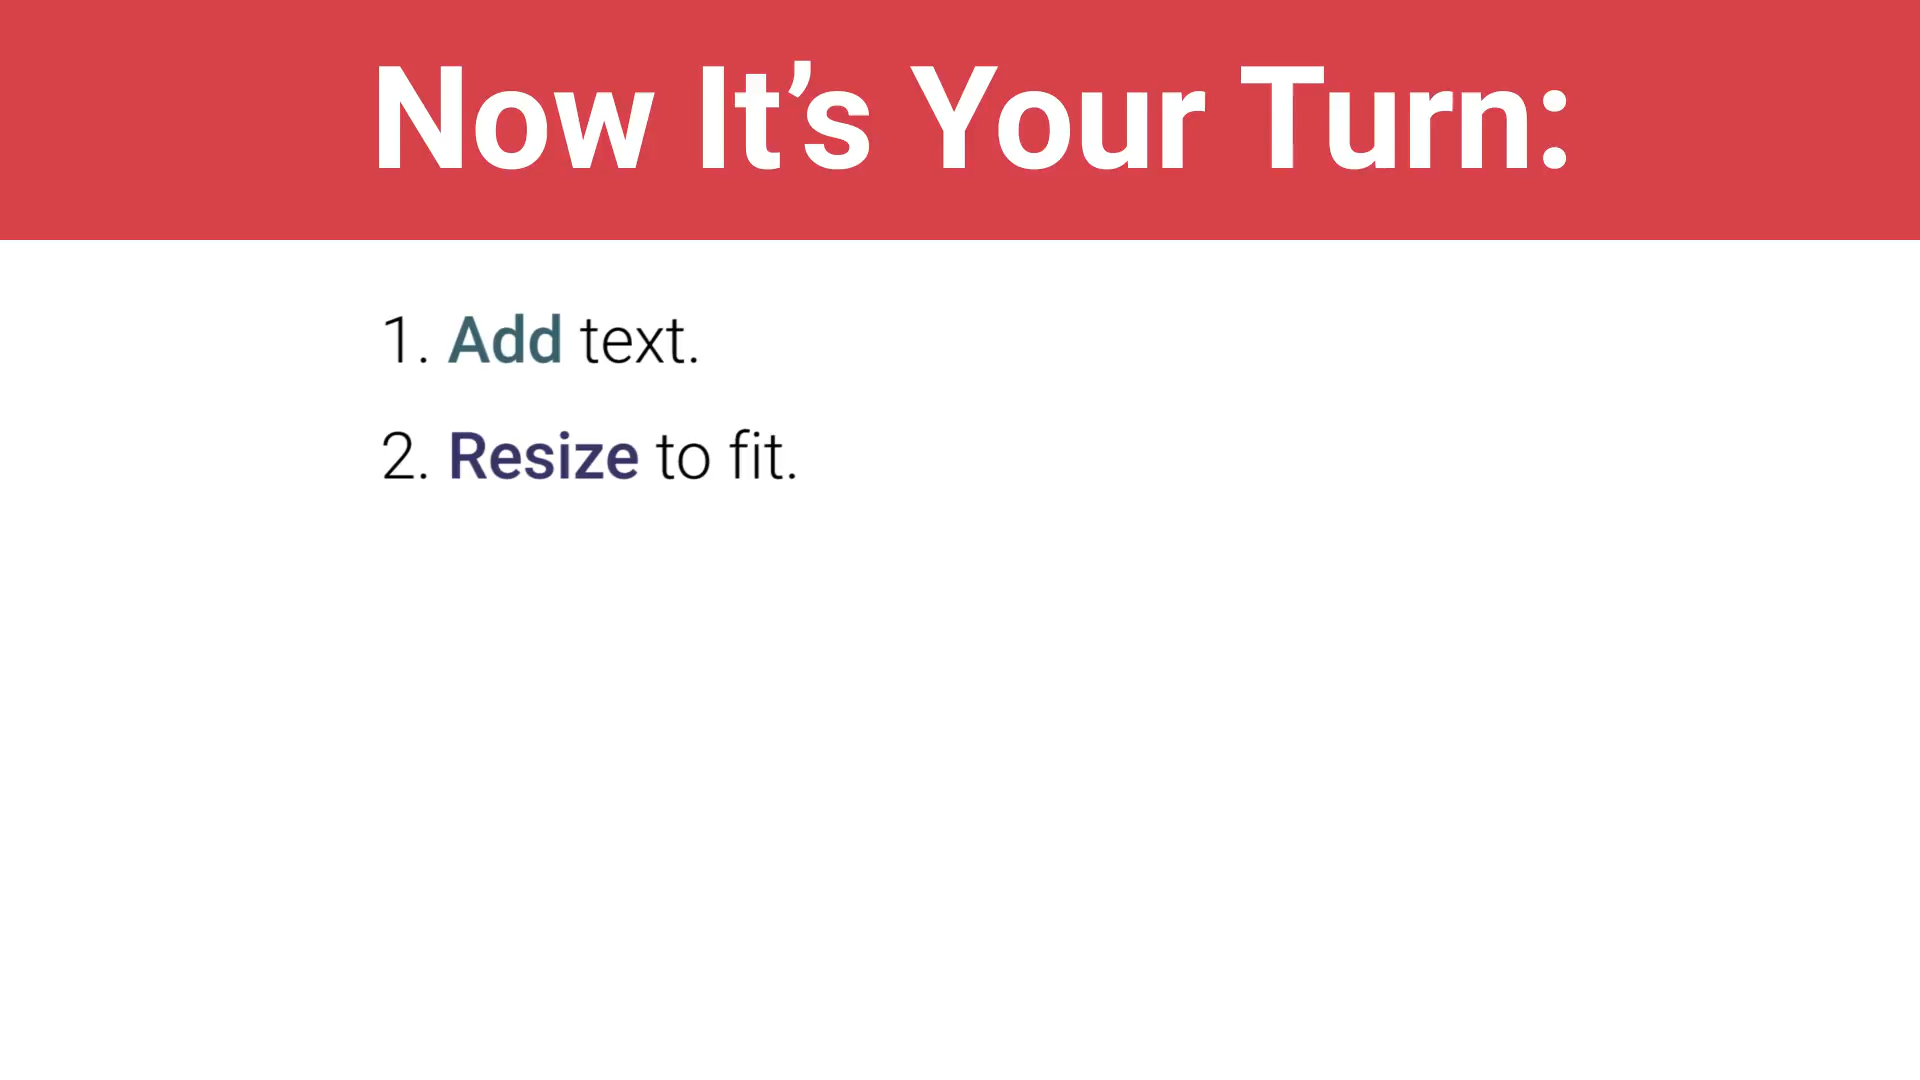 Now It’s Your Turn:
1. Add text.
2. Resize to fit.